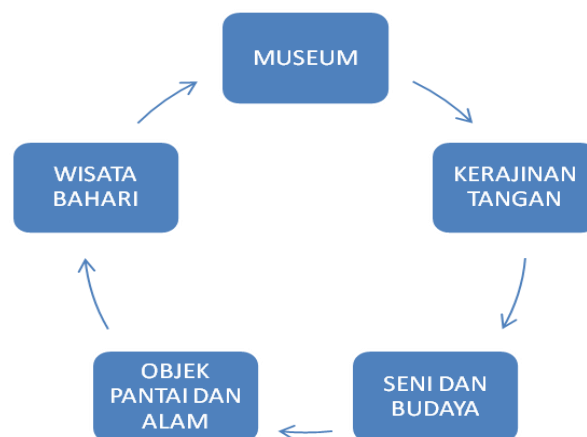 MUSEUM
KERAJINAN
TANGAN
SENI DAN
BUDAYA
OBJEK
PANTAI DAN
ALAM
WISATA
BAHARI